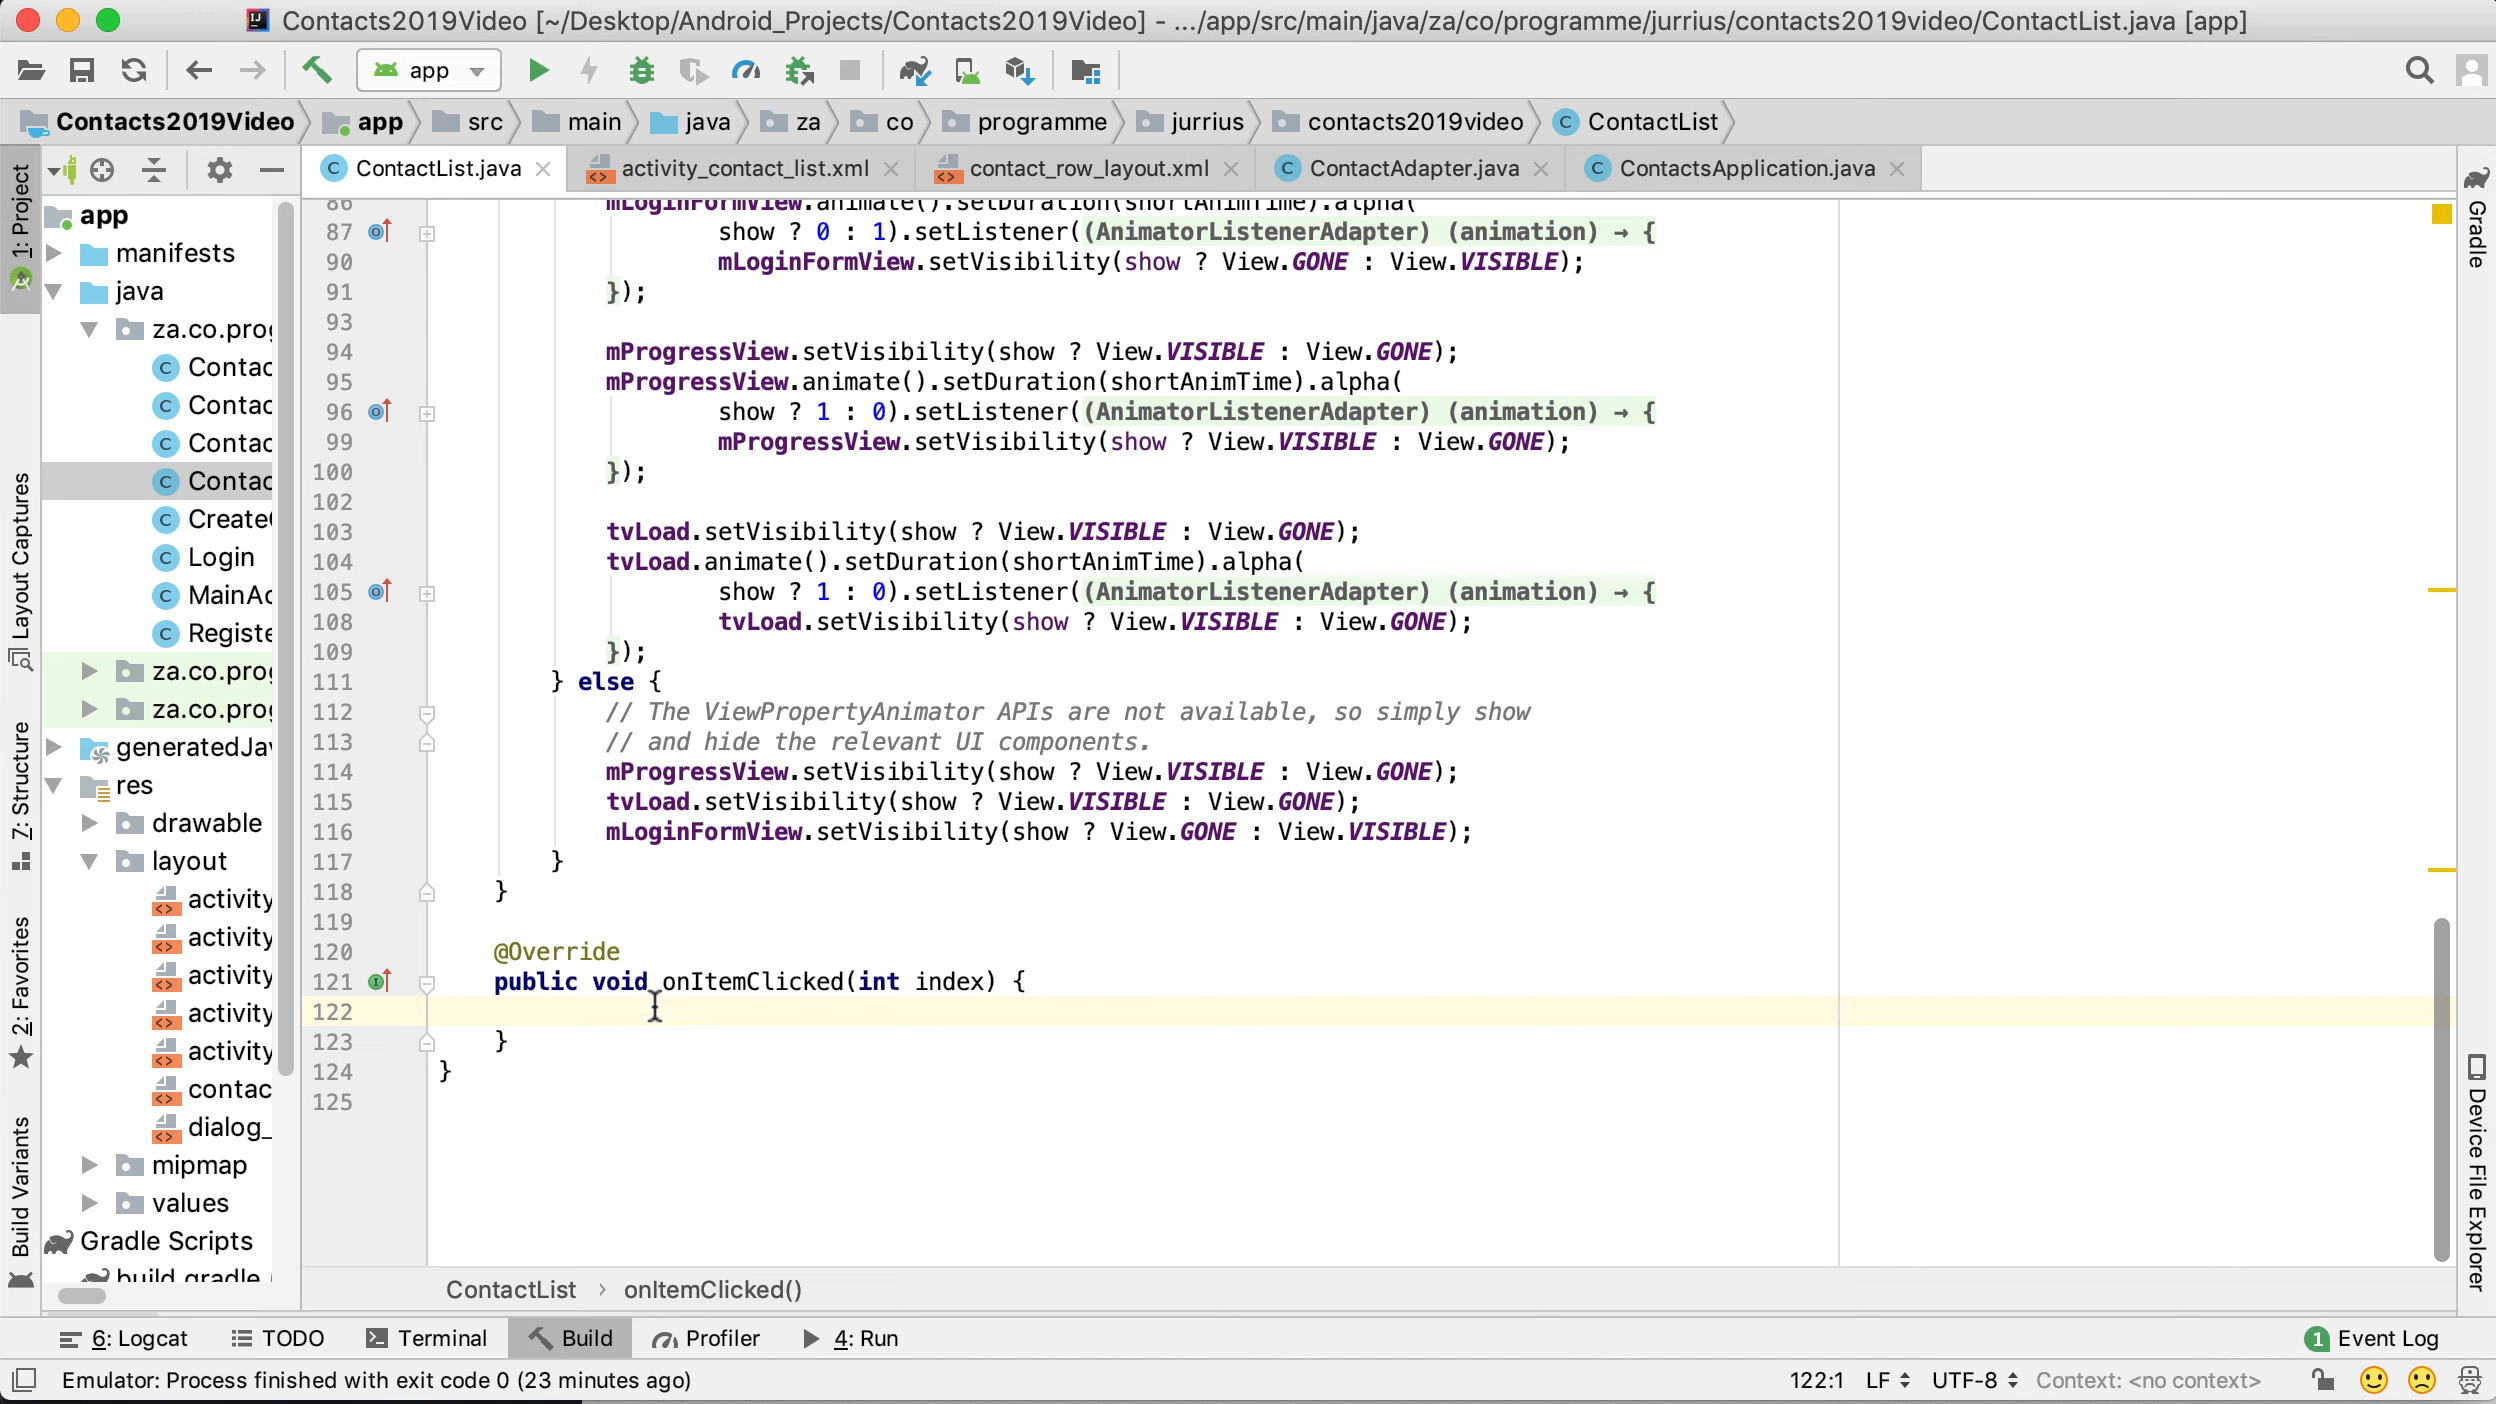 Contacts2019Video [~/Desktop/Android_Projects/Contacts2019Video] - .../app/src/main/java/za/co/programme/jurrius/contacts2019video/ContactList.java [app]
app
Contacts2019Video app src main java za co programme jurrius contacts2019video ContactList
ContactList.java activity_contact_list.xml contact_row_layout.xml ContactAdapter.java ContactsApplication.java
1: Project
Layout Captures
7: Structure
2: Favorites
Build Variants
app
manifests
java
za.co.prog
Contac
Contac
Contac
Contac
Create
Login
MainAc
Registe
za.co.prog
za.co.prog
generatedJav
res
drawable
layout
activity
activity
activity
activity
activity
contac
dialog_
mipmap
values
Gradle Scripts
build.gradle
86 mLoginFormView.animate().setDuration(shortAnimTime).alpha(
87 show ? 0 : 1).setListener((AnimatorListenerAdapter) (animation) → {
90 mLoginFormView.setVisibility(show ? View.GONE : View.VISIBLE);
91 });
93
94 mProgressView.setVisibility(show ? View.VISIBLE : View.GONE);
95 mProgressView.animate().setDuration(shortAnimTime).alpha(
96 show ? 1 : 0).setListener((AnimatorListenerAdapter) (animation) → {
99 mProgressView.setVisibility(show ? View.VISIBLE : View.GONE);
100 });
102
103 tvLoad.setVisibility(show ? View.VISIBLE : View.GONE);
104 tvLoad.animate().setDuration(shortAnimTime).alpha(
105 show ? 1 : 0).setListener((AnimatorListenerAdapter) (animation) → {
108 tvLoad.setVisibility(show ? View.VISIBLE : View.GONE);
109 });
111 } else {
112 // The ViewPropertyAnimator APIs are not available, so simply show
113 // and hide the relevant UI components.
114 mProgressView.setVisibility(show ? View.VISIBLE : View.GONE);
115 tvLoad.setVisibility(show ? View.VISIBLE : View.GONE);
116 mLoginFormView.setVisibility(show ? View.GONE : View.VISIBLE);
117 }
118 }
119
120 @Override
121 public void onItemClicked(int index) {
122
123 }
124 }
125
Gradle
Device File Explorer
ContactList › onItemClicked()
6: Logcat TODO Terminal Build Profiler 4: Run 1 Event Log
Emulator: Process finished with exit code 0 (23 minutes ago) 122:1 LF UTF-8 Context: <no context>